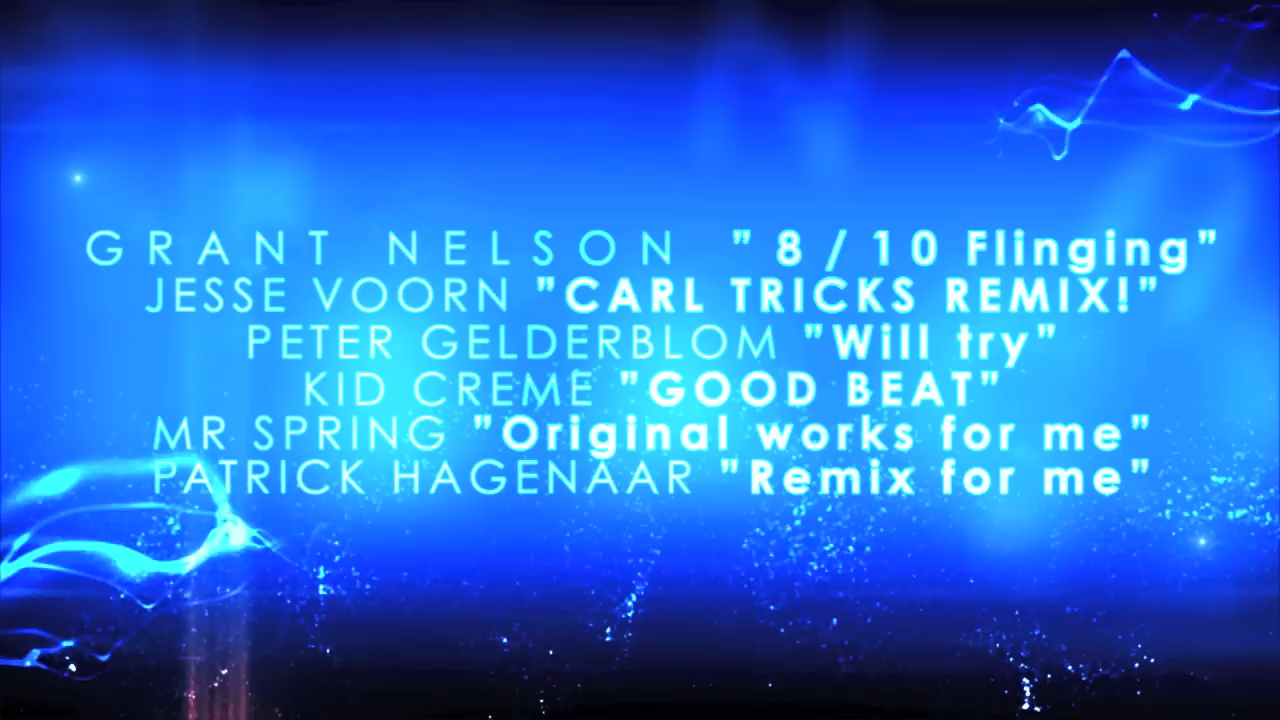 GRANT NELSON "8/10 Flinging"
JESSE VOORN "CARL TRICKS REMIX!"
PETER GELDERBLOM "Will try"
KID CREME "GOOD BEAT"
MR SPRING "Original works for me"
PATRICK HAGENAAR "Remix for me"